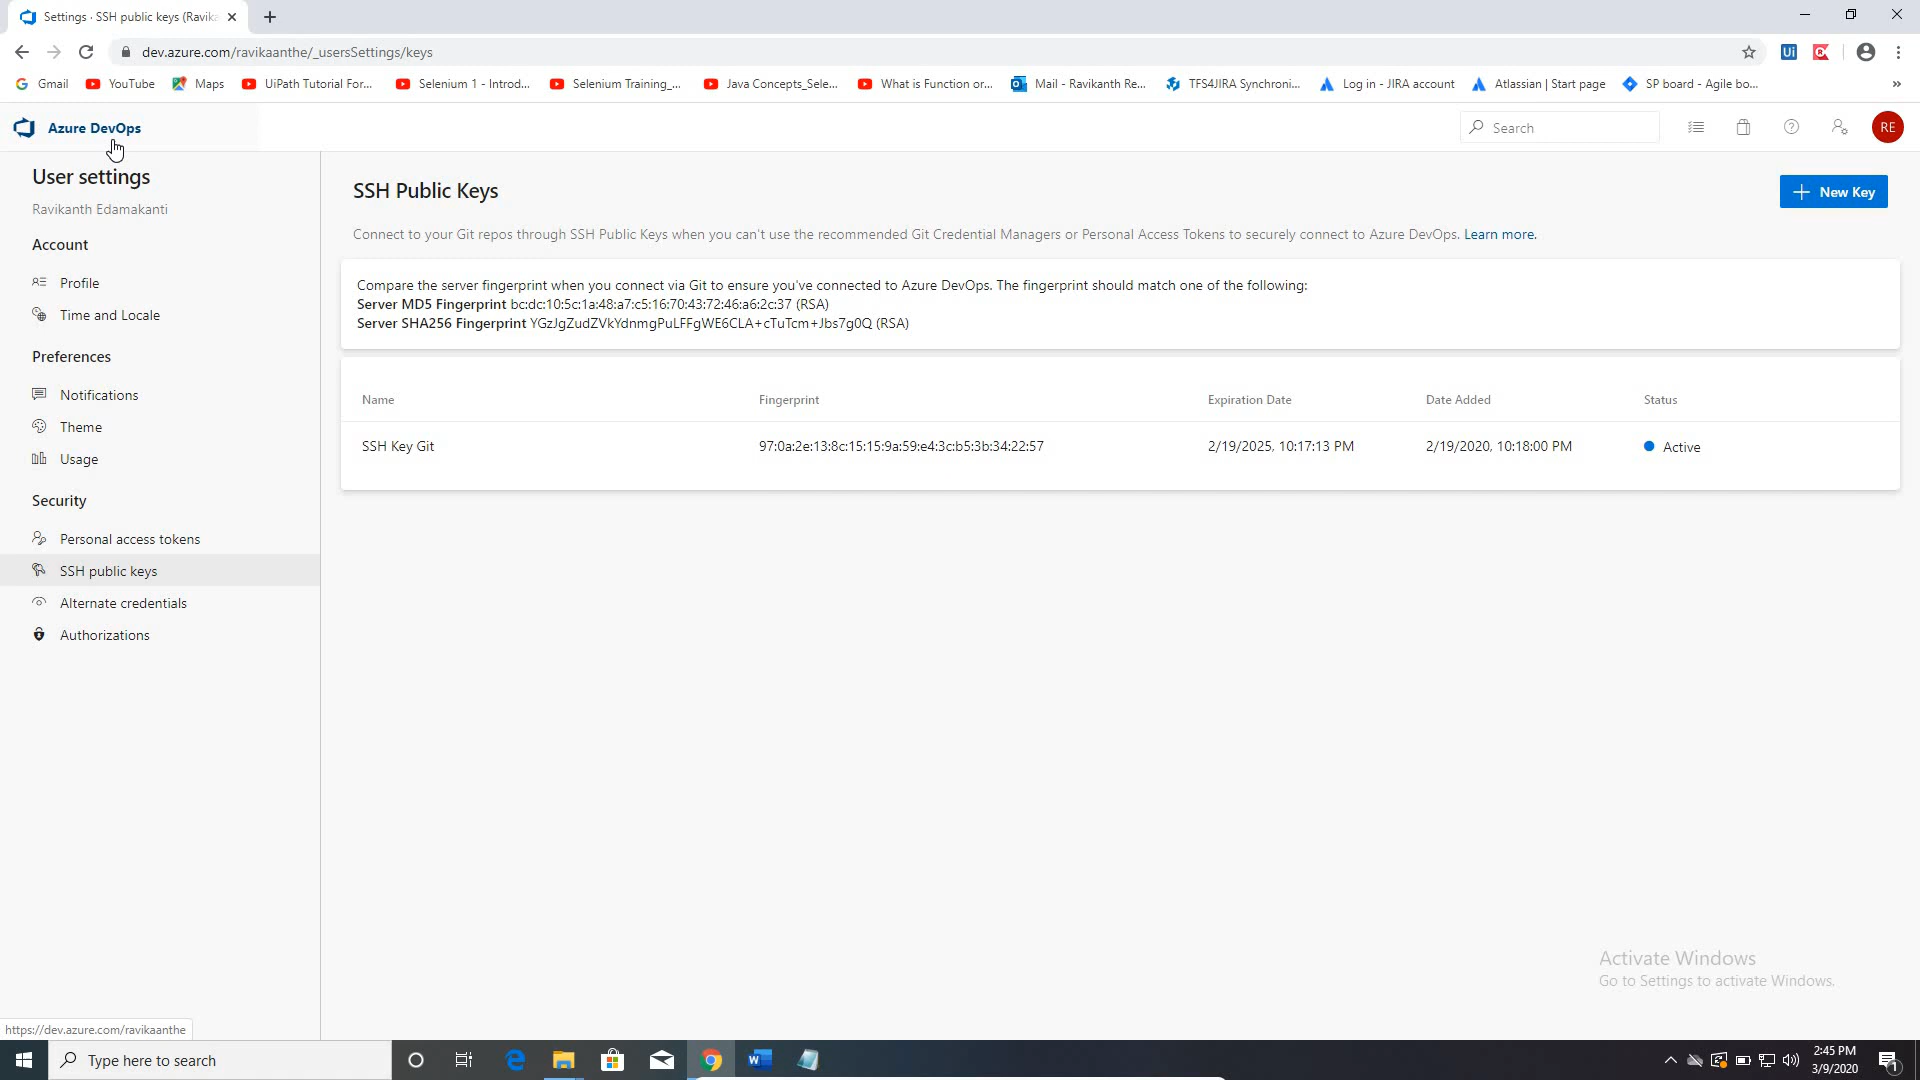 Settings · SSH public keys (Ravika
dev.azure.com/ravikaanthe/_usersSettings/keys
Gmail YouTube Maps UiPath Tutorial For... Selenium 1 - Introd... Selenium Training_... Java Concepts_Sele... What is Function or... Mail - Ravikanth Re... TFS4JIRA Synchroni... Log in - JIRA account Atlassian | Start page SP board - Agile bo... »
Azure DevOps
Search
RE
User settings
Ravikanth Edamakanti
Account
Profile
Time and Locale
Preferences
Notifications
Theme
Usage
Security
Personal access tokens
SSH public keys
Alternate credentials
Authorizations
SSH Public Keys
New Key
Connect to your Git repos through SSH Public Keys when you can't use the recommended Git Credential Managers or Personal Access Tokens to securely connect to Azure DevOps. Learn more.
Compare the server fingerprint when you connect via Git to ensure you've connected to Azure DevOps. The fingerprint should match one of the following:
Server MD5 Fingerprint bc:dc:10:5c:1a:48:a7:c5:16:70:43:72:46:a6:2c:37 (RSA)
Server SHA256 Fingerprint YGzJgZudZVkYdnmgPuLFFgWE6CLA+cTuTcm+Jbs7g0Q (RSA)
Name Fingerprint Expiration Date Date Added Status
SSH Key Git 97:0a:2e:13:8c:15:15:9a:59:e4:3c:b5:3b:34:22:57 2/19/2025, 10:17:13 PM 2/19/2020, 10:18:00 PM Active
Activate Windows
Go to Settings to activate Windows.
https://dev.azure.com/ravikaanthe
Type here to search
2:45 PM
3/9/2020
1